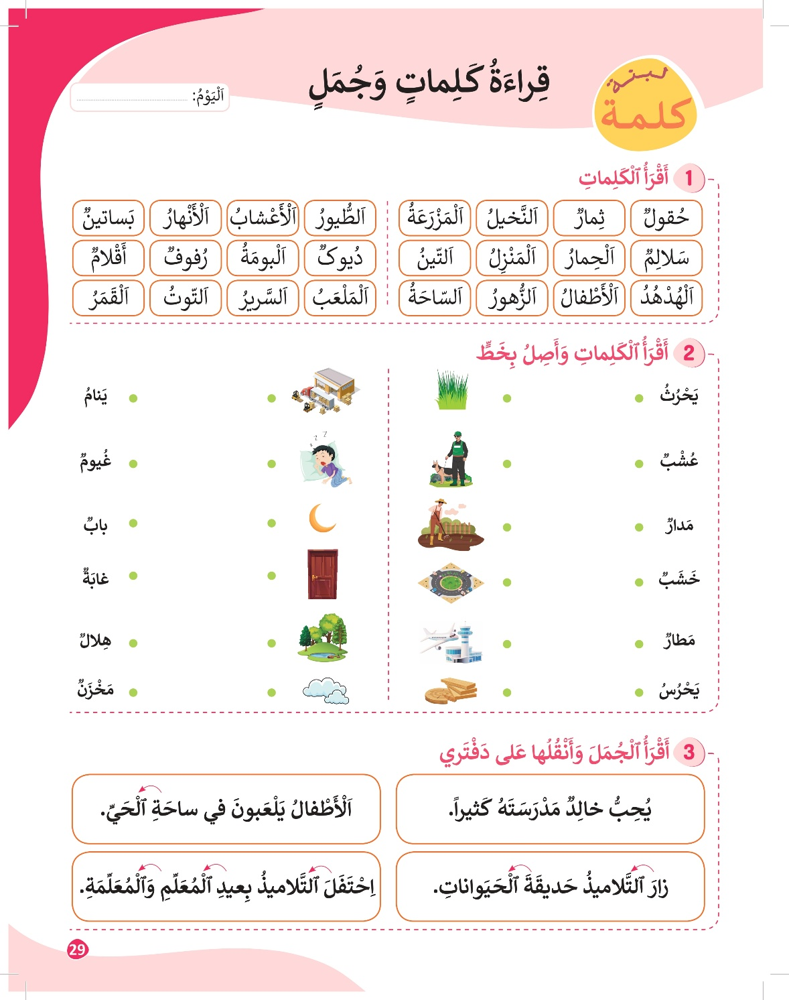 لبنة
كلمة
قِراءَةُ كَلِماتٍ وَجُمَلٍ
اَلْيَوْمُ:
1 أَقْرَأُ ٱلْكَلِماتِ
حُقولٌ ثِمارٌ اَلنَّخيلُ اَلْمَزْرَعَةُ اَلطُّيورُ اَلْأَعْشابُ اَلْأَنْهارُ بَساتينٌ
سَلالِمٌ اَلْحِمارُ اَلْمَنْزِلُ اَلتّينُ دُيوكٌ اَلْبومَةُ رُفوفٌ أَقْلامٌ
اَلْهُدْهُدُ اَلْأَطْفالُ اَلزُّهورُ اَلسّاحَةُ اَلْمَلْعَبُ اَلسَّريرُ اَلتّوتُ اَلْقَمَرُ
2 أَقْرَأُ ٱلْكَلِماتِ وَأَصِلُ بِخَطٍّ
يَحْرُثُ يَنامُ
عُشْبٌ غُيومٌ
مَدارٌ بابٌ
خَشَبٌ غابَةٌ
مَطارٌ هِلالٌ
يَحْرُسُ مَخْزَنٌ
3 أَقْرَأُ ٱلْجُمَلَ وَأَنْقُلُها عَلى دَفْتَري
يُحِبُّ خالِدٌ مَدْرَسَتَهُ كَثيراً.
اَلْأَطْفالُ يَلْعَبونَ في ساحَةِ ٱلْحَيِّ.
زارَ ٱلتَّلاميذُ حَديقَةَ ٱلْحَيَواناتِ.
اِحْتَفَلَ ٱلتَّلاميذُ بِعيدِ ٱلْمُعَلِّمِ وَٱلْمُعَلِّمَةِ.
29